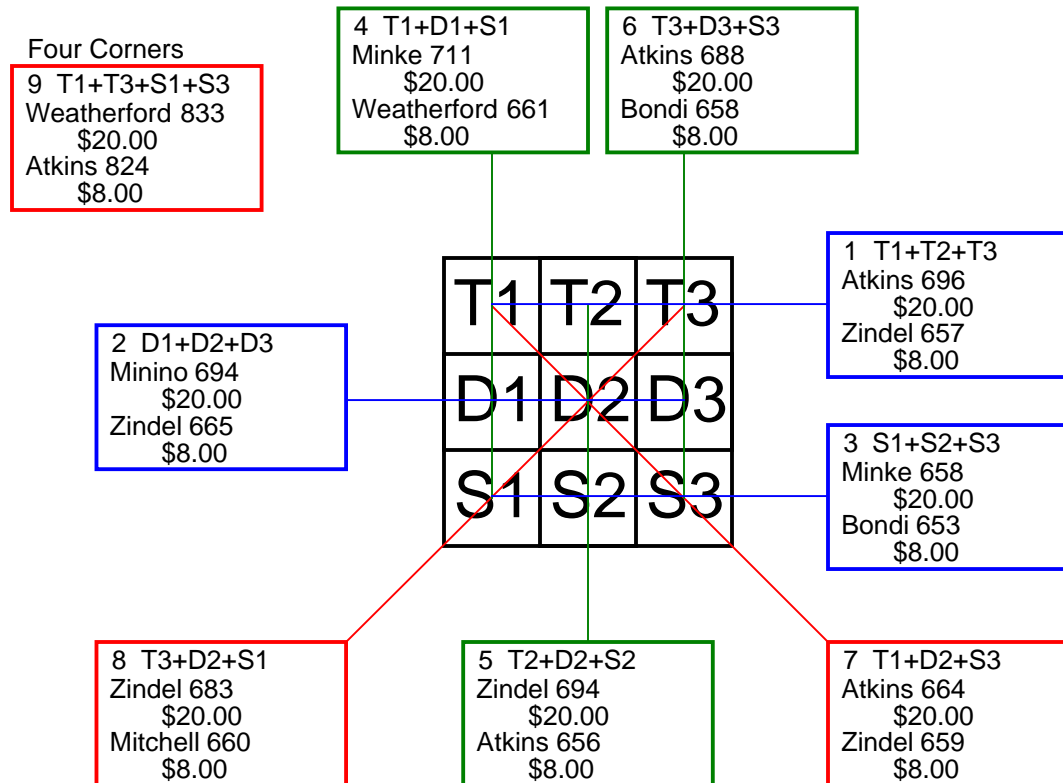 Four Corners
9 T1+T3+S1+S3
Weatherford 833
$20.00
Atkins 824
$8.00
4 T1+D1+S1
Minke 711
$20.00
Weatherford 661
$8.00
6 T3+D3+S3
Atkins 688
$20.00
Bondi 658
$8.00
1 T1+T2+T3
Atkins 696
$20.00
Zindel 657
$8.00
2 D1+D2+D3
Minino 694
$20.00
Zindel 665
$8.00
T1 T2 T3
D1 D2 D3
S1 S2 S3
3 S1+S2+S3
Minke 658
$20.00
Bondi 653
$8.00
8 T3+D2+S1
Zindel 683
$20.00
Mitchell 660
$8.00
5 T2+D2+S2
Zindel 694
$20.00
Atkins 656
$8.00
7 T1+D2+S3
Atkins 664
$20.00
Zindel 659
$8.00